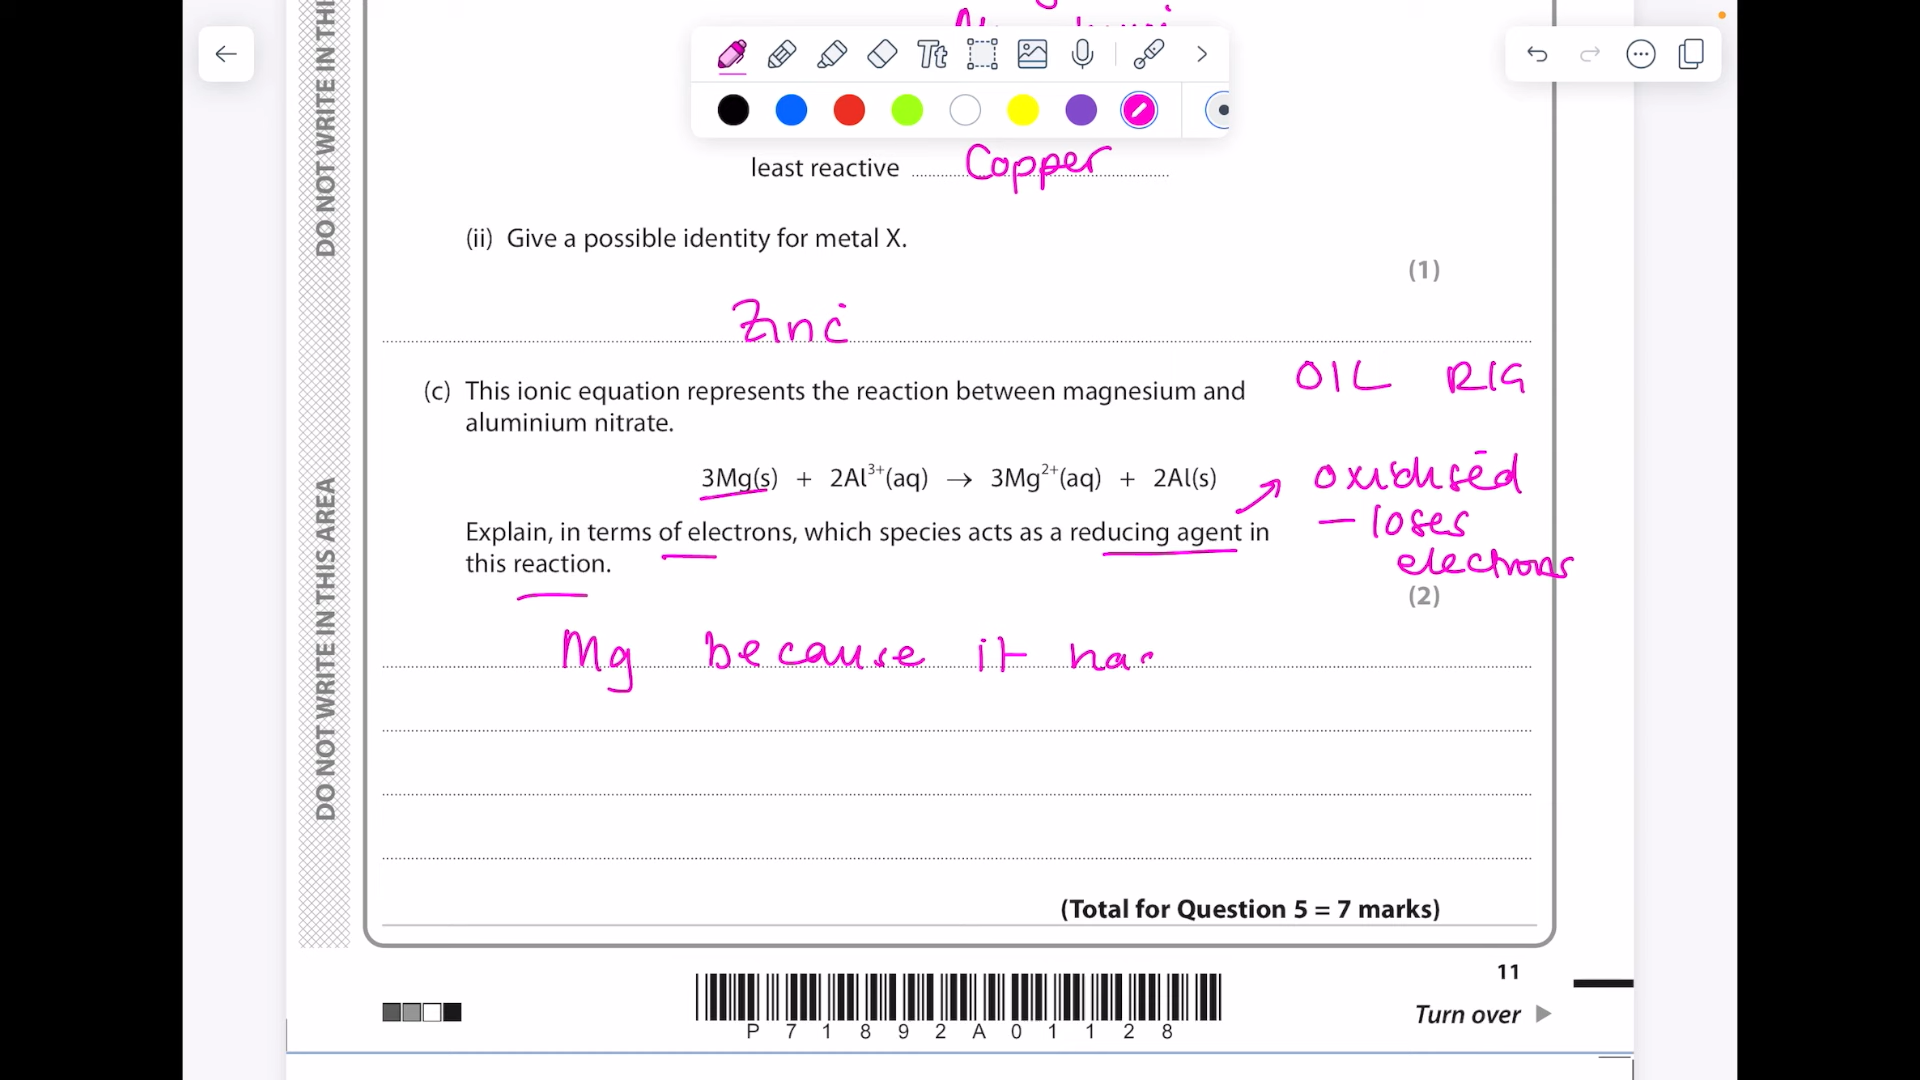 least reactive ........ Copper
(ii) Give a possible identity for metal X.
(1)
Zinc
(c) This ionic equation represents the reaction between magnesium and
aluminium nitrate.
OIL RIG
3Mg(s) + 2Al³⁺(aq) → 3Mg²⁺(aq) + 2Al(s)
oxidised
– loses
electrons
Explain, in terms of electrons, which species acts as a reducing agent in
this reaction.
(2)
Mg because it has
(Total for Question 5 = 7 marks)
11
Turn over
P 7 1 8 9 2 A 0 1 1 2 8
DO NOT WRITE IN THIS AREA
DO NOT WRITE IN THI
Tt